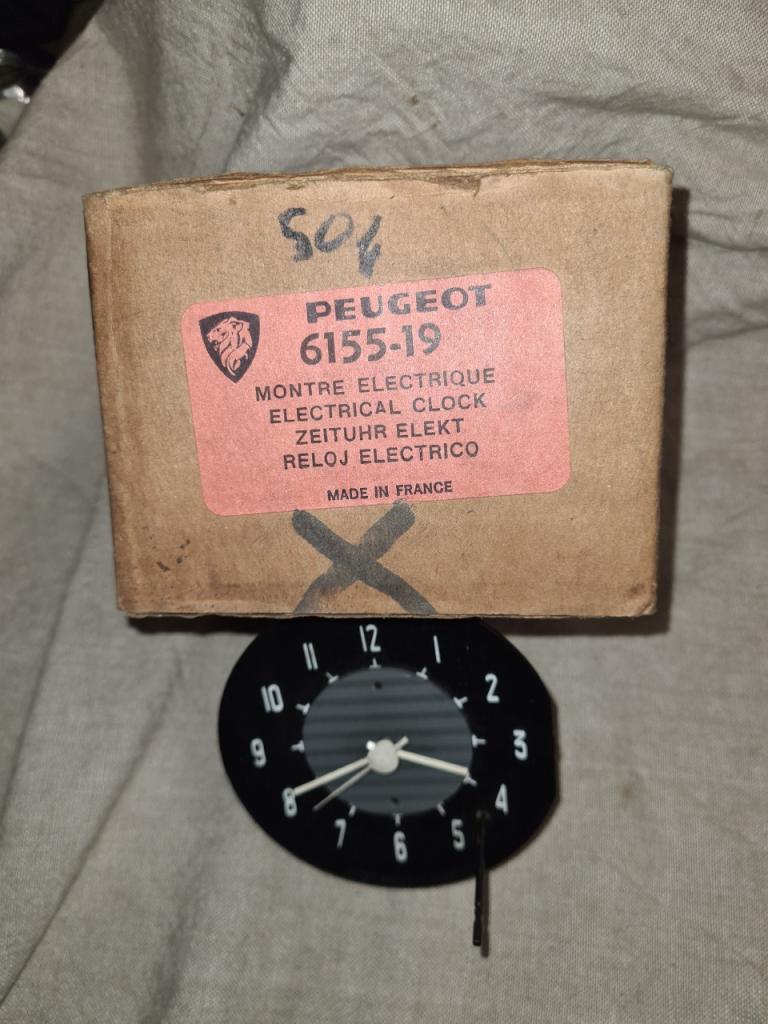 504
PEUGEOT
6155-19
MONTRE ELECTRIQUE
ELECTRICAL CLOCK
ZEITUHR ELEKT
RELOJ ELECTRICO
MADE IN FRANCE
X
12
11 1
10 2
9 3
8 4
7 5
6